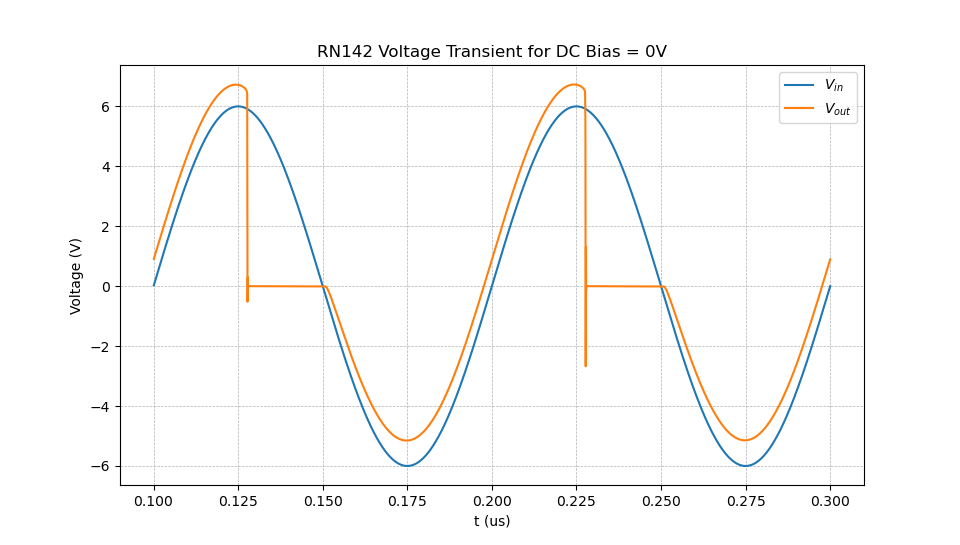 RN142 Voltage Transient for DC Bias = 0V
V_in
V_out
Voltage (V)
6
4
2
0
−2
−4
−6
0.100 0.125 0.150 0.175 0.200 0.225 0.250 0.275 0.300
t (us)